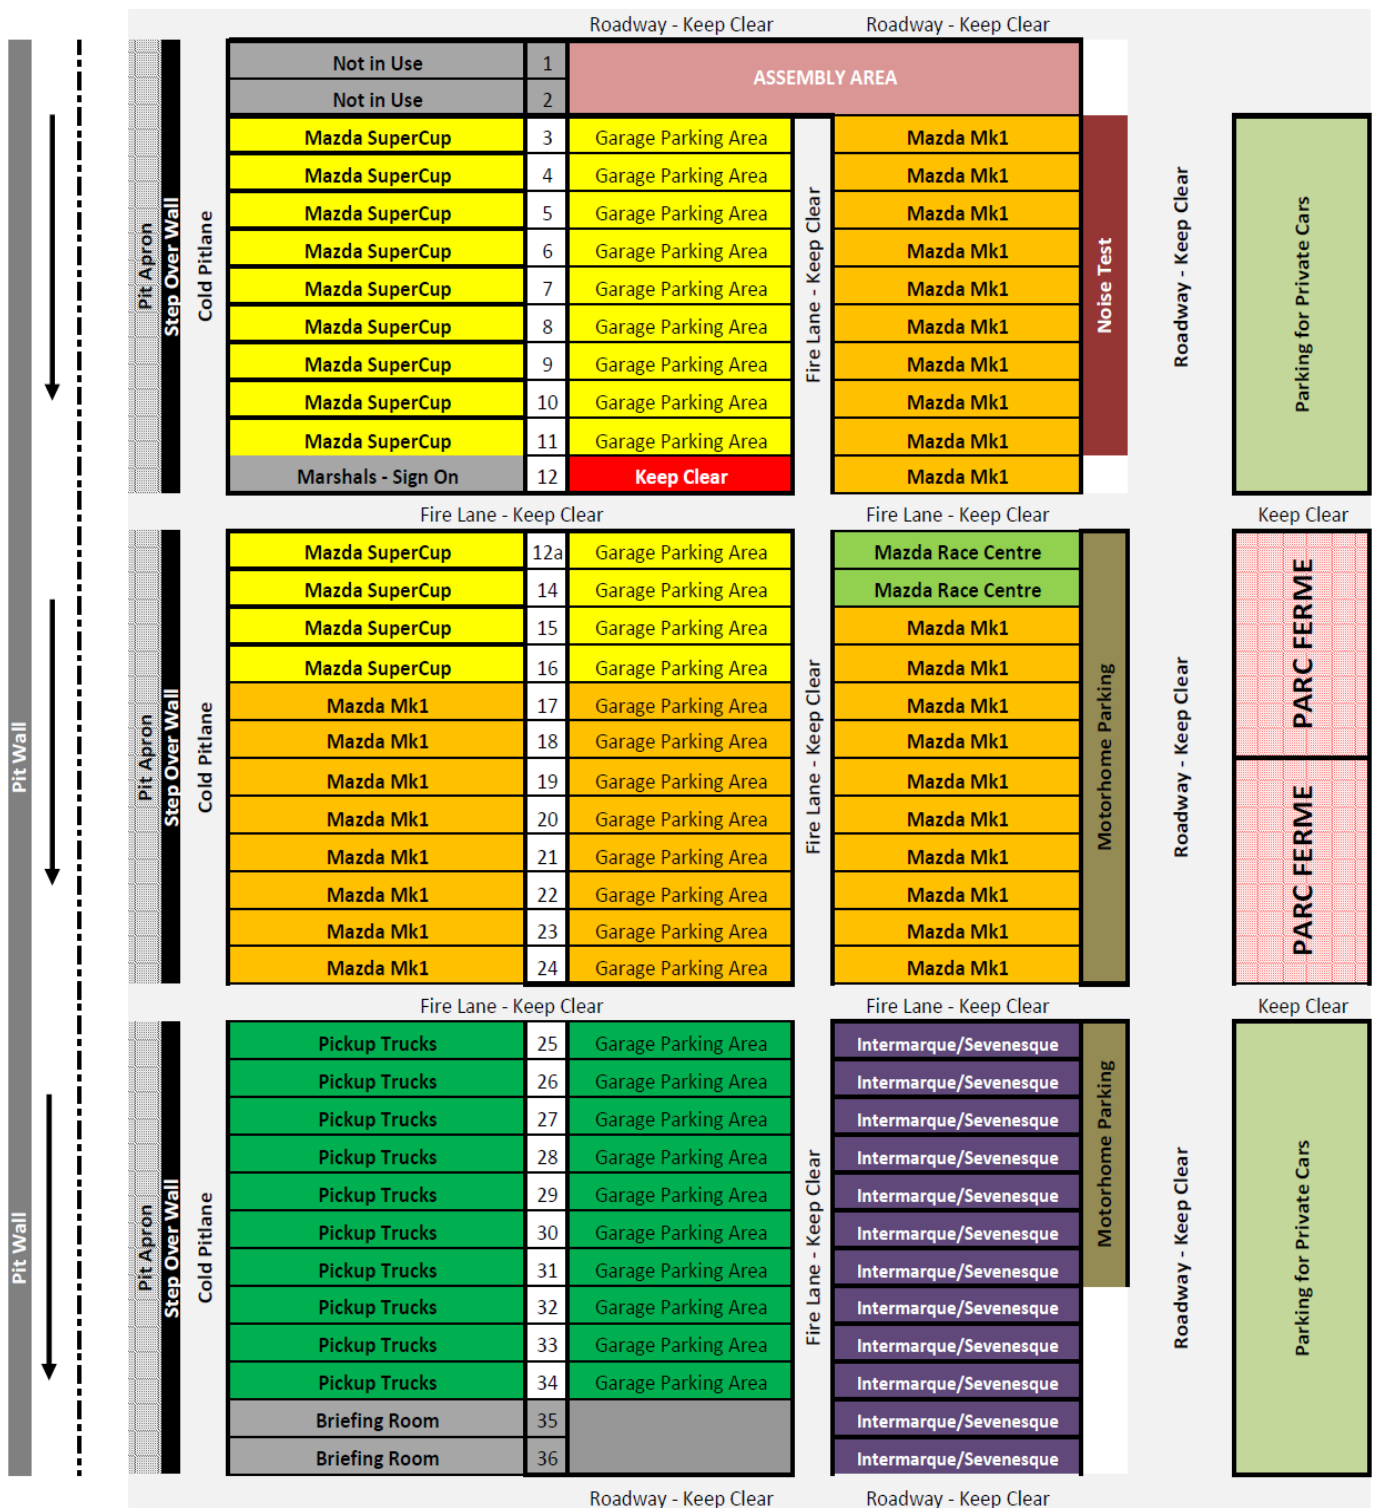 Roadway - Keep Clear Roadway - Keep Clear
Not in Use 1 ASSEMBLY AREA
Not in Use 2
Mazda SuperCup 3 Garage Parking Area Mazda Mk1
Mazda SuperCup 4 Garage Parking Area Mazda Mk1
Mazda SuperCup 5 Garage Parking Area Mazda Mk1
Mazda SuperCup 6 Garage Parking Area Mazda Mk1
Mazda SuperCup 7 Garage Parking Area Mazda Mk1
Mazda SuperCup 8 Garage Parking Area Mazda Mk1
Mazda SuperCup 9 Garage Parking Area Mazda Mk1
Mazda SuperCup 10 Garage Parking Area Mazda Mk1
Mazda SuperCup 11 Garage Parking Area Mazda Mk1
Marshals - Sign On 12 Keep Clear Mazda Mk1
Pit Apron
Step Over Wall
Cold Pitlane
Fire Lane - Keep Clear
Noise Test
Roadway - Keep Clear
Parking for Private Cars
Fire Lane - Keep Clear Fire Lane - Keep Clear Keep Clear
Mazda SuperCup 12a Garage Parking Area Mazda Race Centre
Mazda SuperCup 14 Garage Parking Area Mazda Race Centre
Mazda SuperCup 15 Garage Parking Area Mazda Mk1
Mazda SuperCup 16 Garage Parking Area Mazda Mk1
Mazda Mk1 17 Garage Parking Area Mazda Mk1
Mazda Mk1 18 Garage Parking Area Mazda Mk1
Mazda Mk1 19 Garage Parking Area Mazda Mk1
Mazda Mk1 20 Garage Parking Area Mazda Mk1
Mazda Mk1 21 Garage Parking Area Mazda Mk1
Mazda Mk1 22 Garage Parking Area Mazda Mk1
Mazda Mk1 23 Garage Parking Area Mazda Mk1
Mazda Mk1 24 Garage Parking Area Mazda Mk1
Pit Wall
Pit Apron
Step Over Wall
Cold Pitlane
Fire Lane - Keep Clear
Motorhome Parking
Roadway - Keep Clear
PARC FERME
PARC FERME
Fire Lane - Keep Clear Fire Lane - Keep Clear Keep Clear
Pickup Trucks 25 Garage Parking Area Intermarque/Sevenesque
Pickup Trucks 26 Garage Parking Area Intermarque/Sevenesque
Pickup Trucks 27 Garage Parking Area Intermarque/Sevenesque
Pickup Trucks 28 Garage Parking Area Intermarque/Sevenesque
Pickup Trucks 29 Garage Parking Area Intermarque/Sevenesque
Pickup Trucks 30 Garage Parking Area Intermarque/Sevenesque
Pickup Trucks 31 Garage Parking Area Intermarque/Sevenesque
Pickup Trucks 32 Garage Parking Area Intermarque/Sevenesque
Pickup Trucks 33 Garage Parking Area Intermarque/Sevenesque
Pickup Trucks 34 Garage Parking Area Intermarque/Sevenesque
Briefing Room 35 Intermarque/Sevenesque
Briefing Room 36 Intermarque/Sevenesque
Pit Wall
Pit Apron
Step Over Wall
Cold Pitlane
Fire Lane - Keep Clear
Motorhome Parking
Roadway - Keep Clear
Parking for Private Cars
Roadway - Keep Clear Roadway - Keep Clear